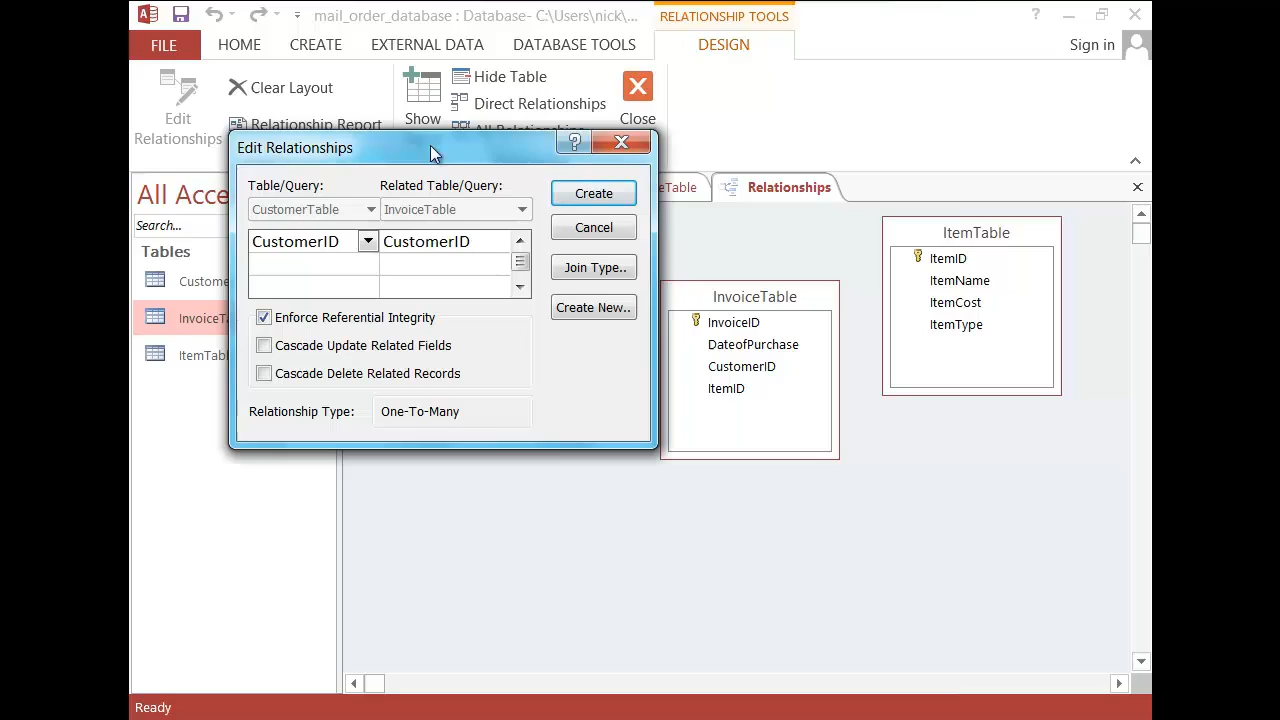 mail_order_database : Database- C:\Users\nick\...
RELATIONSHIP TOOLS
?
FILE
HOME
CREATE
EXTERNAL DATA
DATABASE TOOLS
DESIGN
Sign in
Edit
Relationships
Clear Layout
Relationship Report
Show
Hide Table
Direct Relationships
All Relationships
Close
Edit Relationships
?
Table/Query:
Related Table/Query:
CustomerTable
InvoiceTable
CustomerID
CustomerID
Create
Cancel
Join Type..
Create New..
Enforce Referential Integrity
Cascade Update Related Fields
Cascade Delete Related Records
Relationship Type:
One-To-Many
All Acce
Search...
Tables
Custome
InvoiceTa
ItemTabl
eTable
Relationships
InvoiceTable
InvoiceID
DateofPurchase
CustomerID
ItemID
ItemTable
ItemID
ItemName
ItemCost
ItemType
Ready